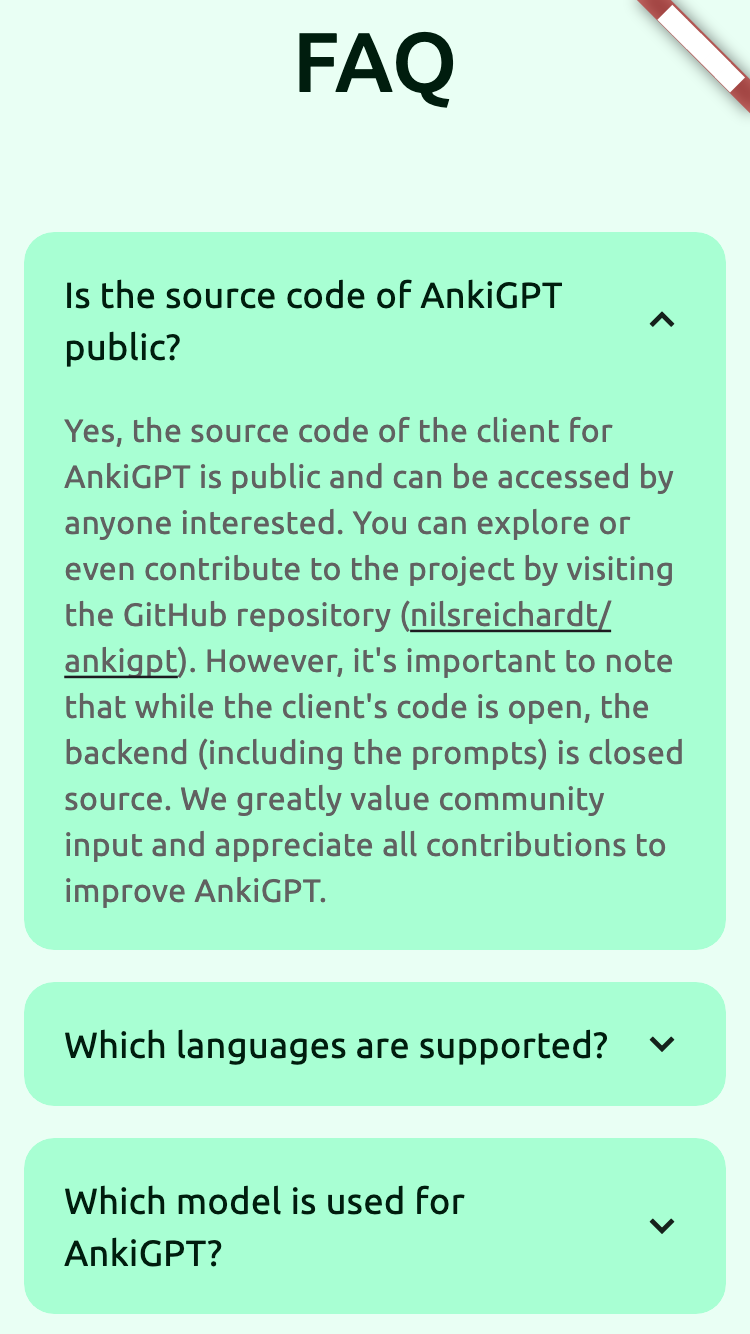 FAQ
Is the source code of AnkiGPT
public?
Yes, the source code of the client for
AnkiGPT is public and can be accessed by
anyone interested. You can explore or
even contribute to the project by visiting
the GitHub repository (nilsreichardt/
ankigpt). However, it's important to note
that while the client's code is open, the
backend (including the prompts) is closed
source. We greatly value community
input and appreciate all contributions to
improve AnkiGPT.
Which languages are supported?
Which model is used for
AnkiGPT?